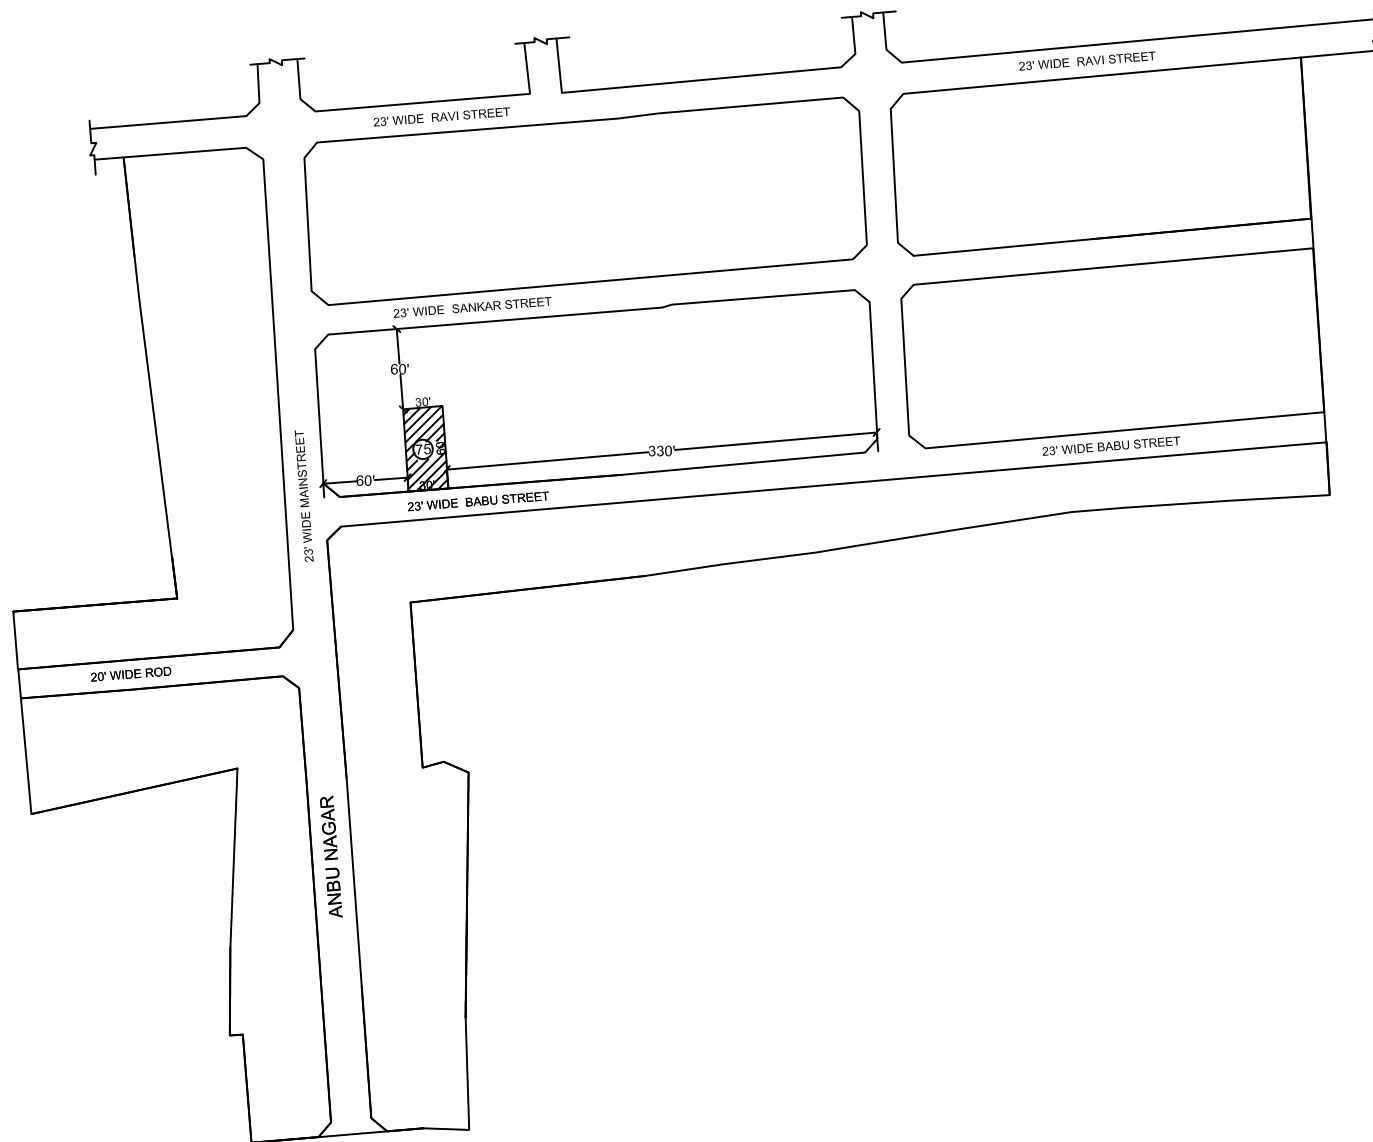 23' WIDE RAVI STREET
23' WIDE RAVI STREET
23' WIDE SANKAR STREET
60'
30'
75
60'
330'
60'
30'
23' WIDE MAINSTREET
23' WIDE BABU STREET
23' WIDE BABU STREET
20' WIDE ROD
ANBU NAGAR